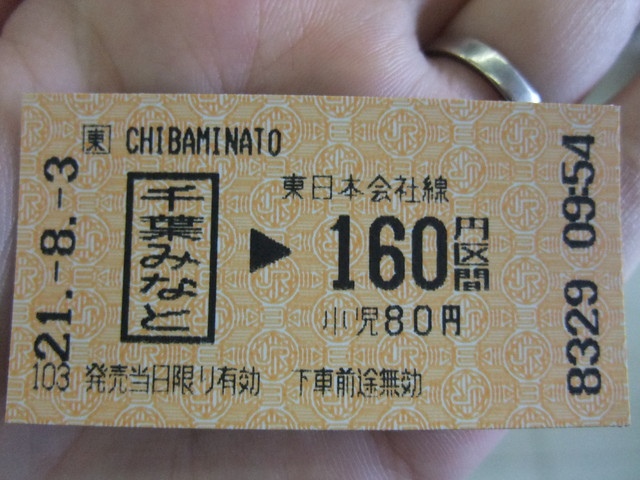 21.-8.-3
東 CHIBAMINATO
千葉みなと
東日本会社線
▶ 160円区間
小児80円
103 発売当日限り有効 下車前途無効
8329 09:54